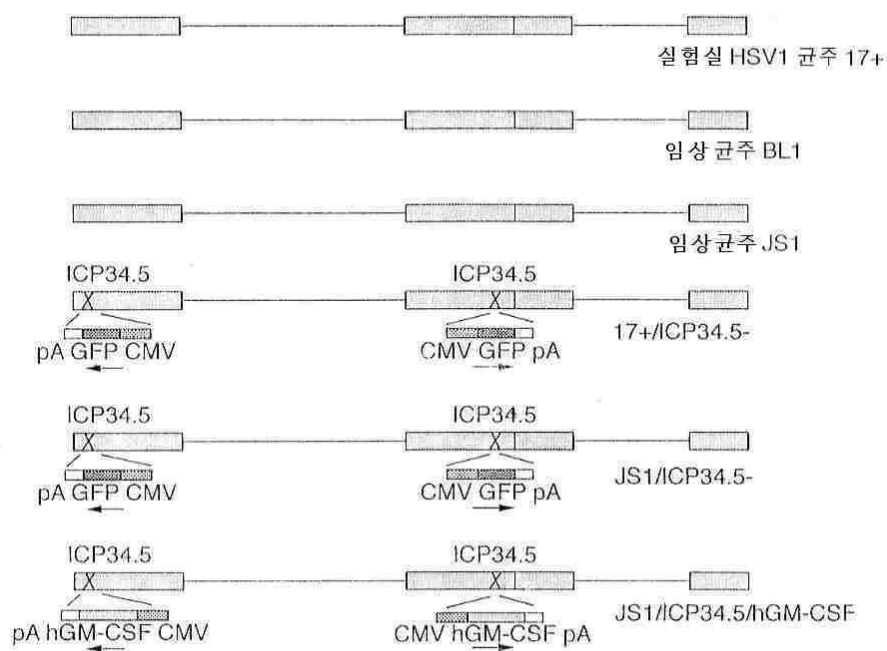 실험실 HSV1 균주 17+
임상 균주 BL1
임상 균주 JS1
ICP34.5 ICP34.5
17+/ICP34.5-
pA GFP CMV CMV GFP pA
ICP34.5 ICP34.5
JS1/ICP34.5-
pA GFP CMV CMV GFP pA
ICP34.5 ICP34.5
JS1/ICP34.5/hGM-CSF
pA hGM-CSF CMV CMV hGM-CSF pA